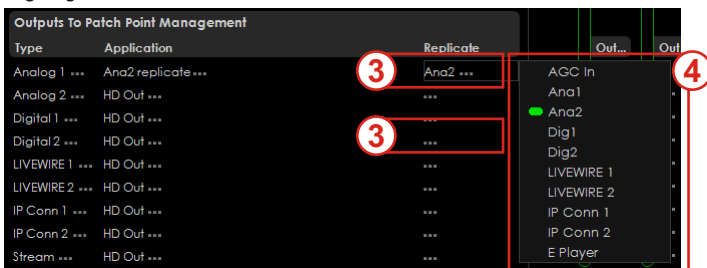 Outputs To Patch Point Management
Type Application Replicate Out... Out
Analog 1 ... Ana2 replicate ... 3 Ana2 ... AGC In 4
Analog 2 ... HD Out ... ... Ana1
Digital 1 ... HD Out ... ... Ana2
Digital 2 ... HD Out ... 3 ... Dig1
Dig2
LIVEWIRE 1 ... HD Out ... ... LIVEWIRE 1
LIVEWIRE 2 ... HD Out ... ... LIVEWIRE 2
IP Conn 1 ... HD Out ... ... IP Conn 1
IP Conn 2 ... HD Out ... ... IP Conn 2
Stream ... HD Out ... ... E Player